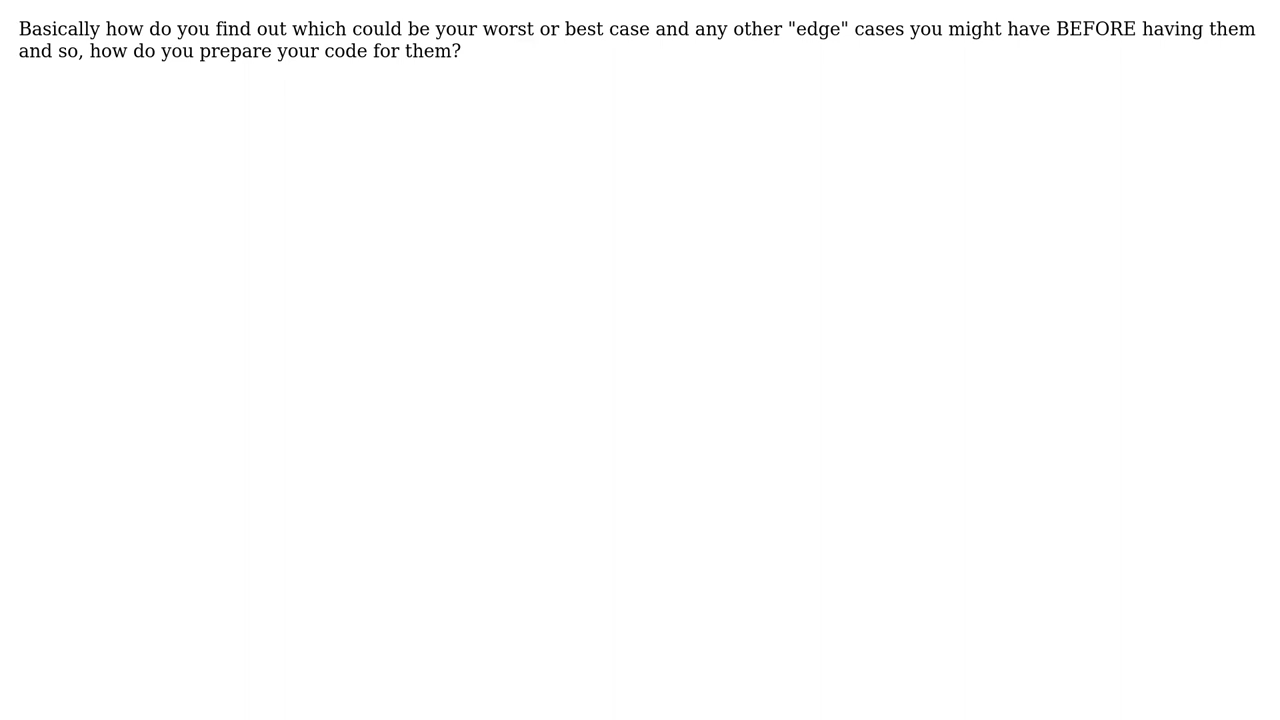 Basically how do you find out which could be your worst or best case and any other "edge" cases you might have BEFORE having them
and so, how do you prepare your code for them?